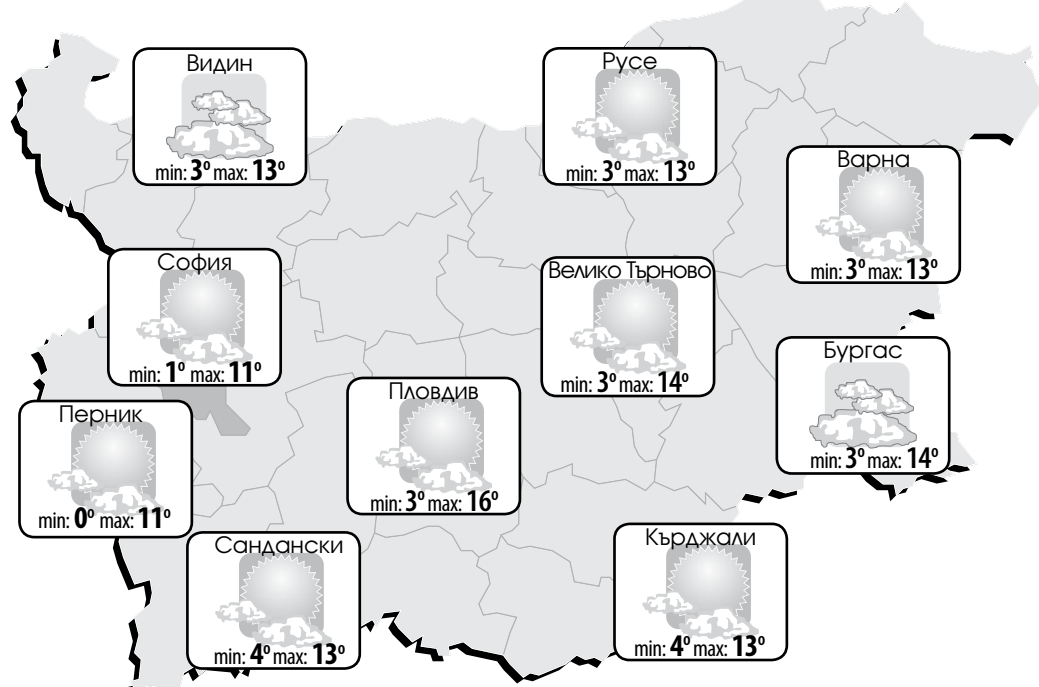 Видин
min: 3° max: 13°
Русе
min: 3° max: 13°
Варна
min: 3° max: 13°
София
min: 1° max: 11°
Велико Търново
min: 3° max: 14°
Бургас
min: 3° max: 14°
Пловдив
min: 3° max: 16°
Перник
min: 0° max: 11°
Сандански
min: 4° max: 13°
Кърджали
min: 4° max: 13°